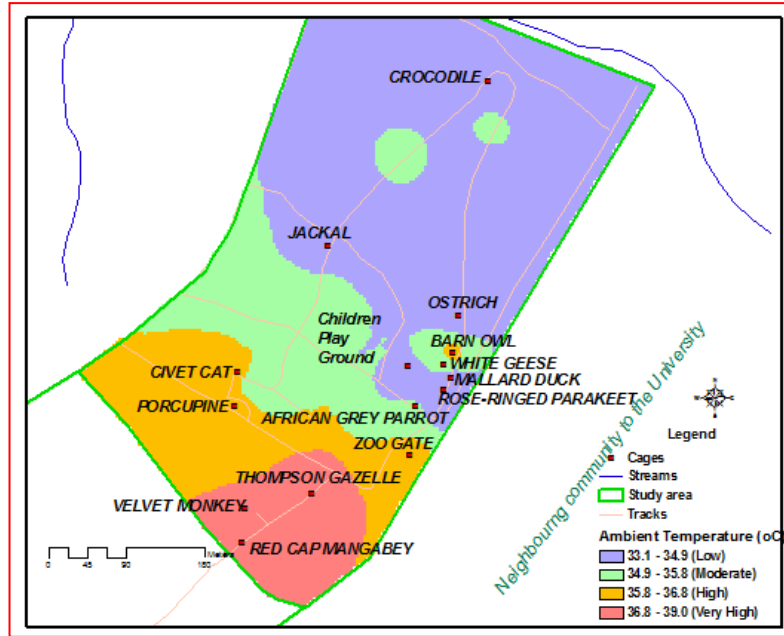 CROCODILE
JACKAL
OSTRICH
Children
Play
Ground
BARN OWL
WHITE GEESE
CIVET CAT
MALLARD DUCK
ROSE-RINGED PARAKEET
PORCUPINE
AFRICAN GREY PARROT
ZOO GATE
THOMPSON GAZELLE
VELVET MONKEY
RED CAP MANGABEY
Neighbourng community to the University
Legend
Cages
Streams
Study area
Tracks
Ambient Temperature (oC)
33.1 - 34.9 (Low)
34.9 - 35.8 (Moderate)
35.8 - 36.8 (High)
36.8 - 39.0 (Very High)
Meters
0 45 90 180